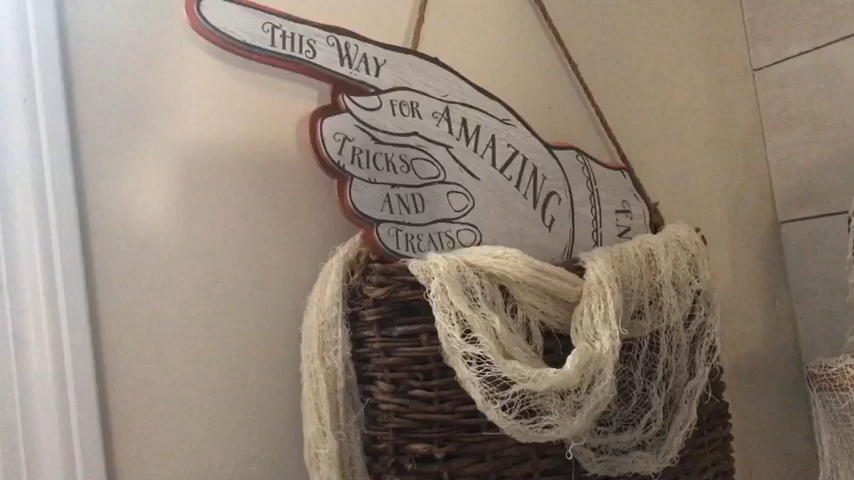 THIS WAY
FOR AMAZING
TRICKS
AND
TREATS